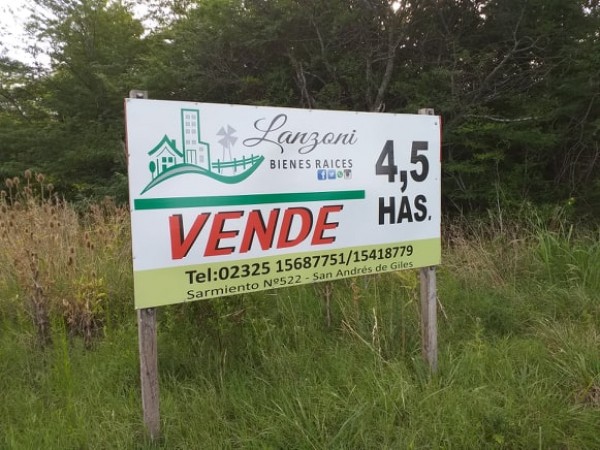 Lanzoni
BIENES RAICES
4,5
HAS.
VENDE
Tel:02325 15687751/15418779
Sarmiento Nº522 - San Andrés de Giles